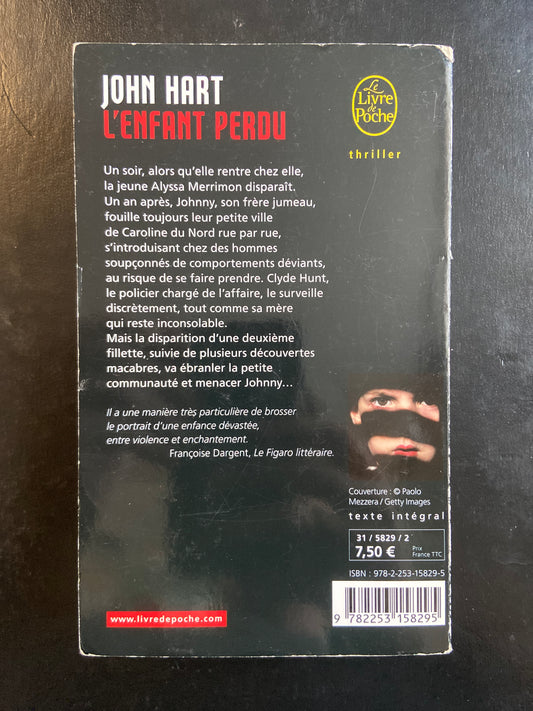 JOHN HART
L'ENFANT PERDU
Le
Livre
de
Poche
thriller
Un soir, alors qu'elle rentre chez elle,
la jeune Alyssa Merrimon disparaît.
Un an après, Johnny, son frère jumeau,
fouille toujours leur petite ville
de Caroline du Nord rue par rue,
s'introduisant chez des hommes
soupçonnés de comportements déviants,
au risque de se faire prendre. Clyde Hunt,
le policier chargé de l'affaire, le surveille
discrètement, tout comme sa mère
qui reste inconsolable.
Mais la disparition d'une deuxième
fillette, suivie de plusieurs découvertes
macabres, va ébranler la petite
communauté et menacer Johnny…
Il a une manière très particulière de brosser
le portrait d'une enfance dévastée,
entre violence et enchantement.
Françoise Dargent, Le Figaro littéraire.
Couverture : © Paolo
Mezzera / Getty Images
texte intégral
31 / 5829 / 2
7,50 € Prix
France TTC
ISBN : 978-2-253-15829-5
9 782253 158295
www.livredepoche.com